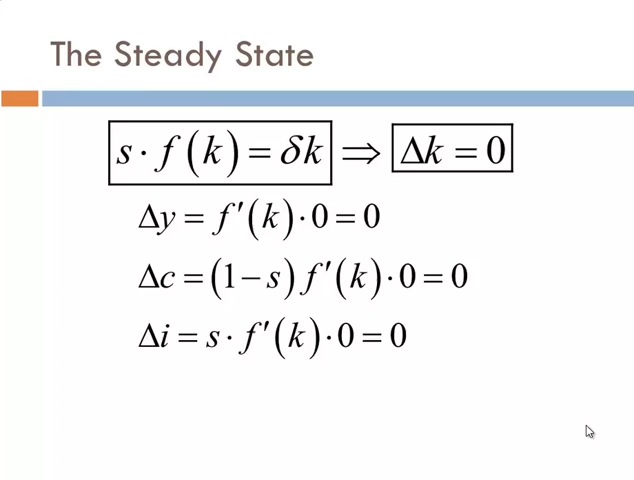 The Steady State
s · f(k) = δk ⇒ Δk = 0
Δy = f′(k) · 0 = 0
Δc = (1 − s) f′(k) · 0 = 0
Δi = s · f′(k) · 0 = 0